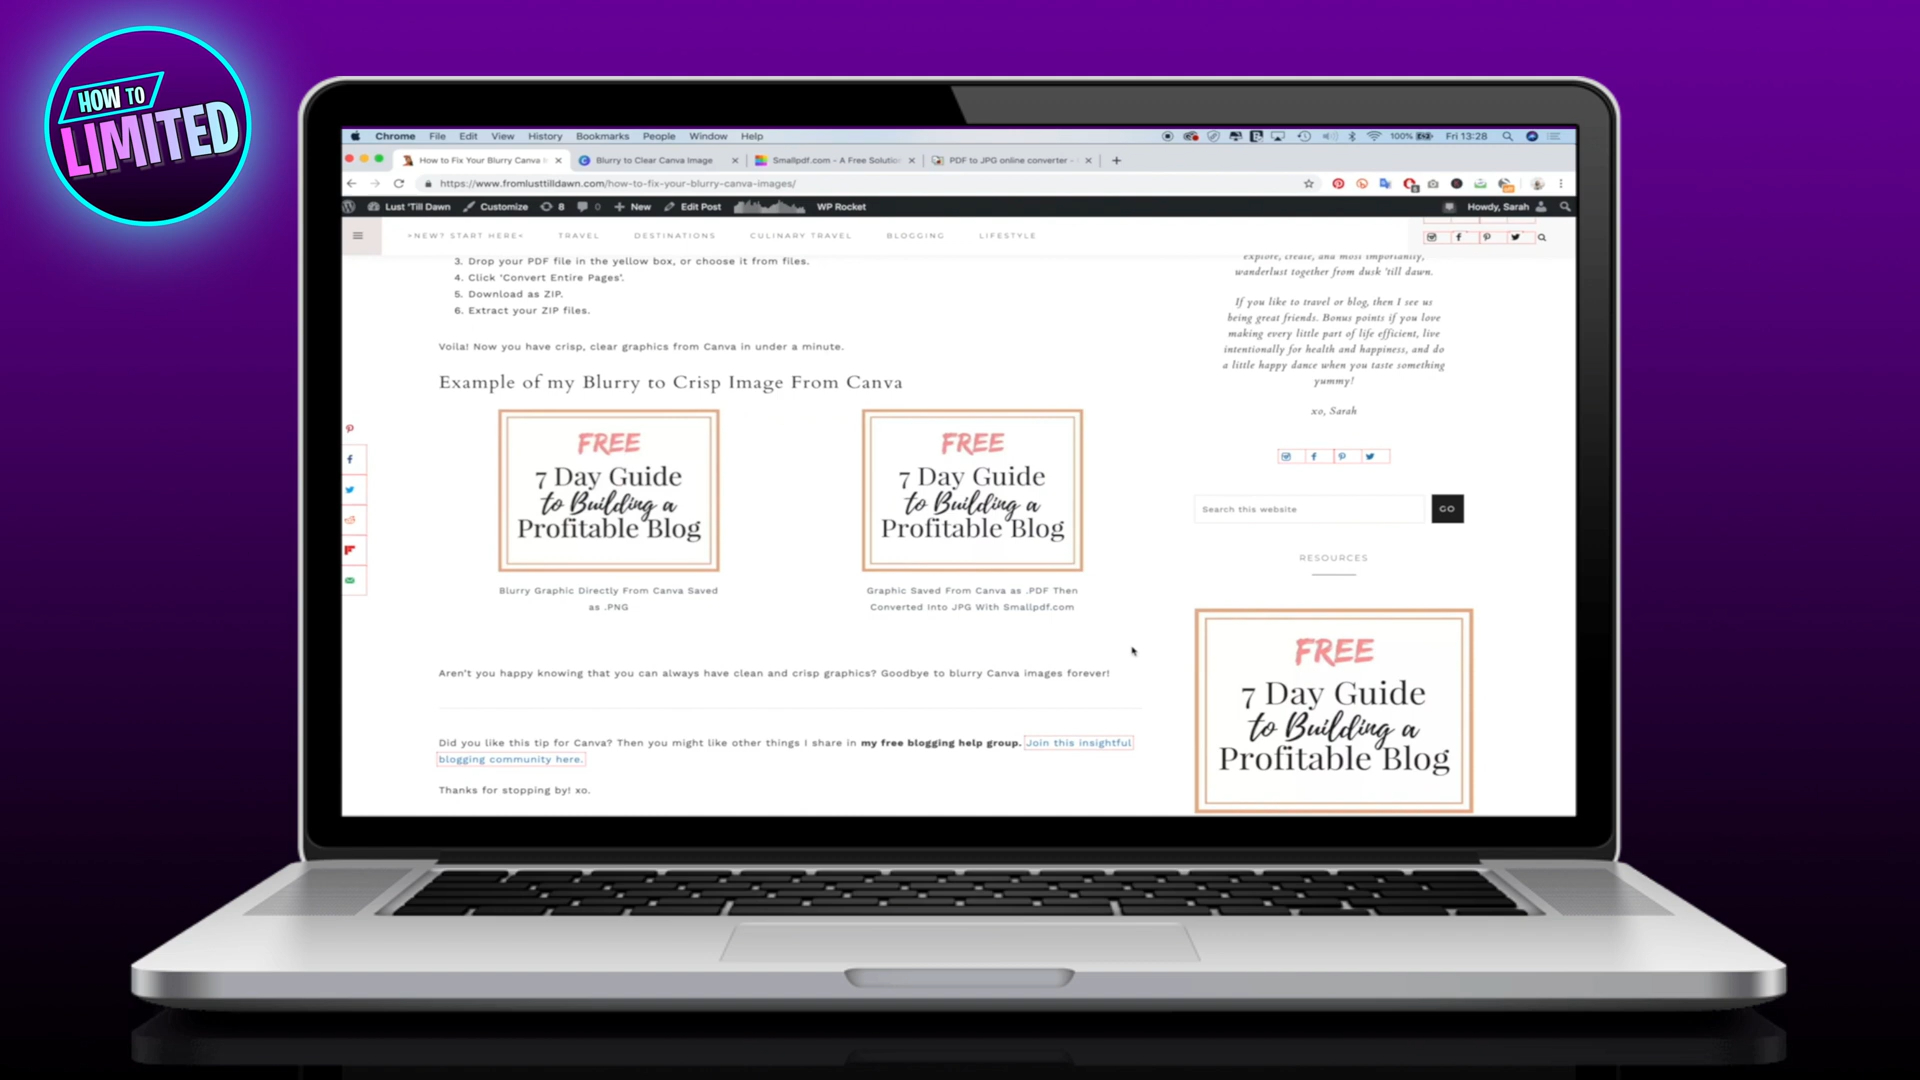 HOW TO
LIMITED
Chrome File Edit View History Bookmarks People Window Help
100% Fri 13:28
How to Fix Your Blurry Canva
Blurry to Clear Canva Image
Smallpdf.com - A Free Solutio
PDF to JPG online converter -
https://www.fromlusttilldawn.com/how-to-fix-your-blurry-canva-images/
Lust 'Till Dawn Customize 8 0 New Edit Post WP Rocket
Howdy, Sarah
»NEW? START HERE« TRAVEL DESTINATIONS CULINARY TRAVEL BLOGGING LIFESTYLE
3. Drop your PDF file in the yellow box, or choose it from files.
4. Click 'Convert Entire Pages'.
5. Download as ZIP.
6. Extract your ZIP files.
Voila! Now you have crisp, clear graphics from Canva in under a minute.
Example of my Blurry to Crisp Image From Canva
FREE
7 Day Guide
to Building a
Profitable Blog
Blurry Graphic Directly From Canva Saved
as .PNG
FREE
7 Day Guide
to Building a
Profitable Blog
Graphic Saved From Canva as .PDF Then
Converted Into JPG With Smallpdf.com
Aren't you happy knowing that you can always have clean and crisp graphics? Goodbye to blurry Canva images forever!
Did you like this tip for Canva? Then you might like other things I share in my free blogging help group. Join this insightful
blogging community here.
Thanks for stopping by! xo.
explore, create, and most importantly,
wanderlust together from dusk 'till dawn.
If you like to travel or blog, then I see us
being great friends. Bonus points if you love
making every little part of life efficient, live
intentionally for health and happiness, and do
a little happy dance when you taste something
yummy!
xo, Sarah
Search this website
GO
RESOURCES
FREE
7 Day Guide
to Building a
Profitable Blog